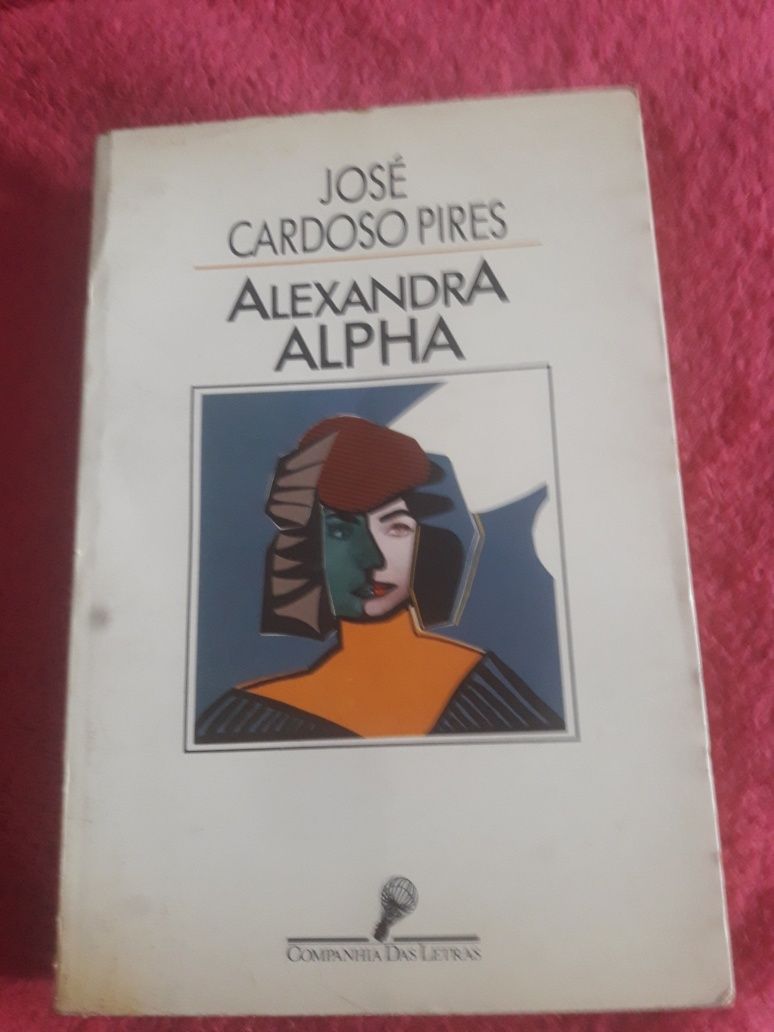 JOSÉ
CARDOSO PIRES
ALEXANDRA
ALPHA
COMPANHIA DAS LETRAS